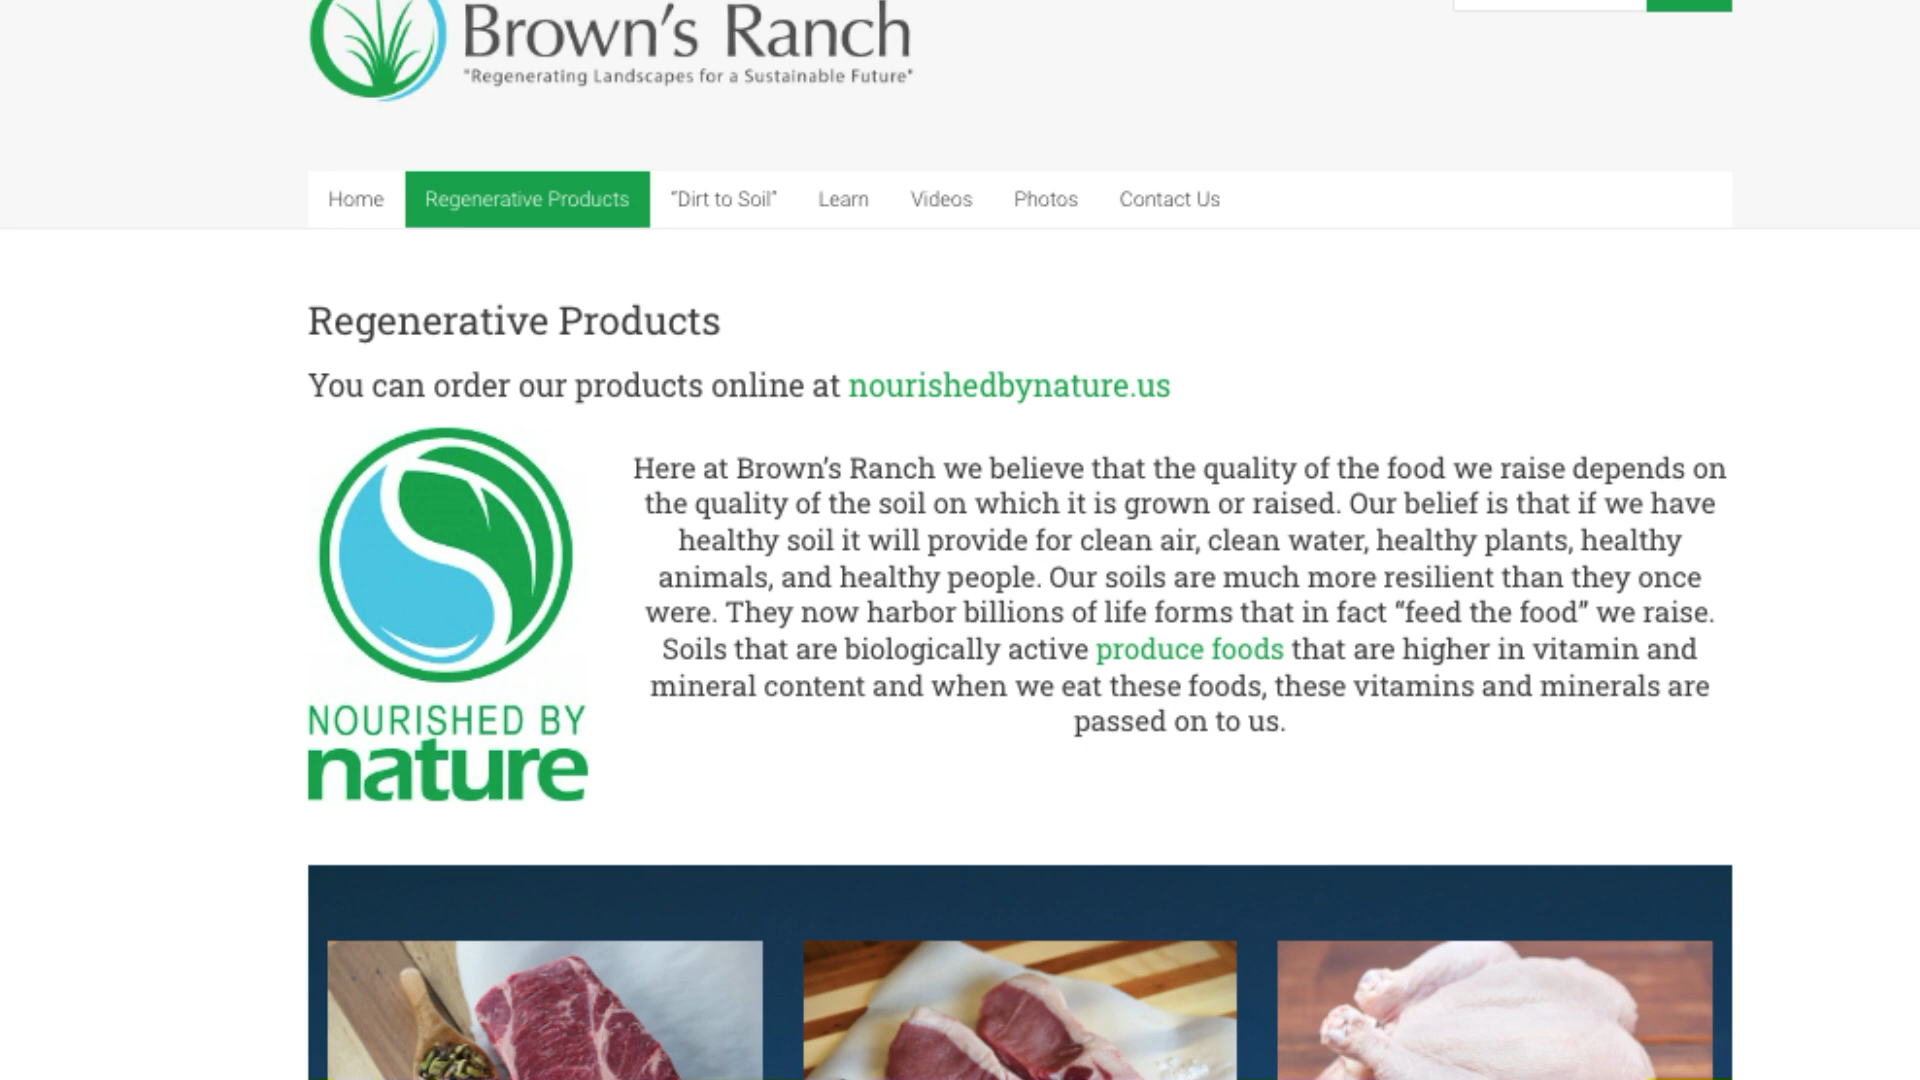 Brown's Ranch
"Regenerating Landscapes for a Sustainable Future"
Home Regenerative Products “Dirt to Soil” Learn Videos Photos Contact Us
Regenerative Products
You can order our products online at nourishedbynature.us
Here at Brown’s Ranch we believe that the quality of the food we raise depends on
the quality of the soil on which it is grown or raised. Our belief is that if we have
healthy soil it will provide for clean air, clean water, healthy plants, healthy
animals, and healthy people. Our soils are much more resilient than they once
were. They now harbor billions of life forms that in fact “feed the food” we raise.
Soils that are biologically active produce foods that are higher in vitamin and
mineral content and when we eat these foods, these vitamins and minerals are
passed on to us.
NOURISHED BY
nature